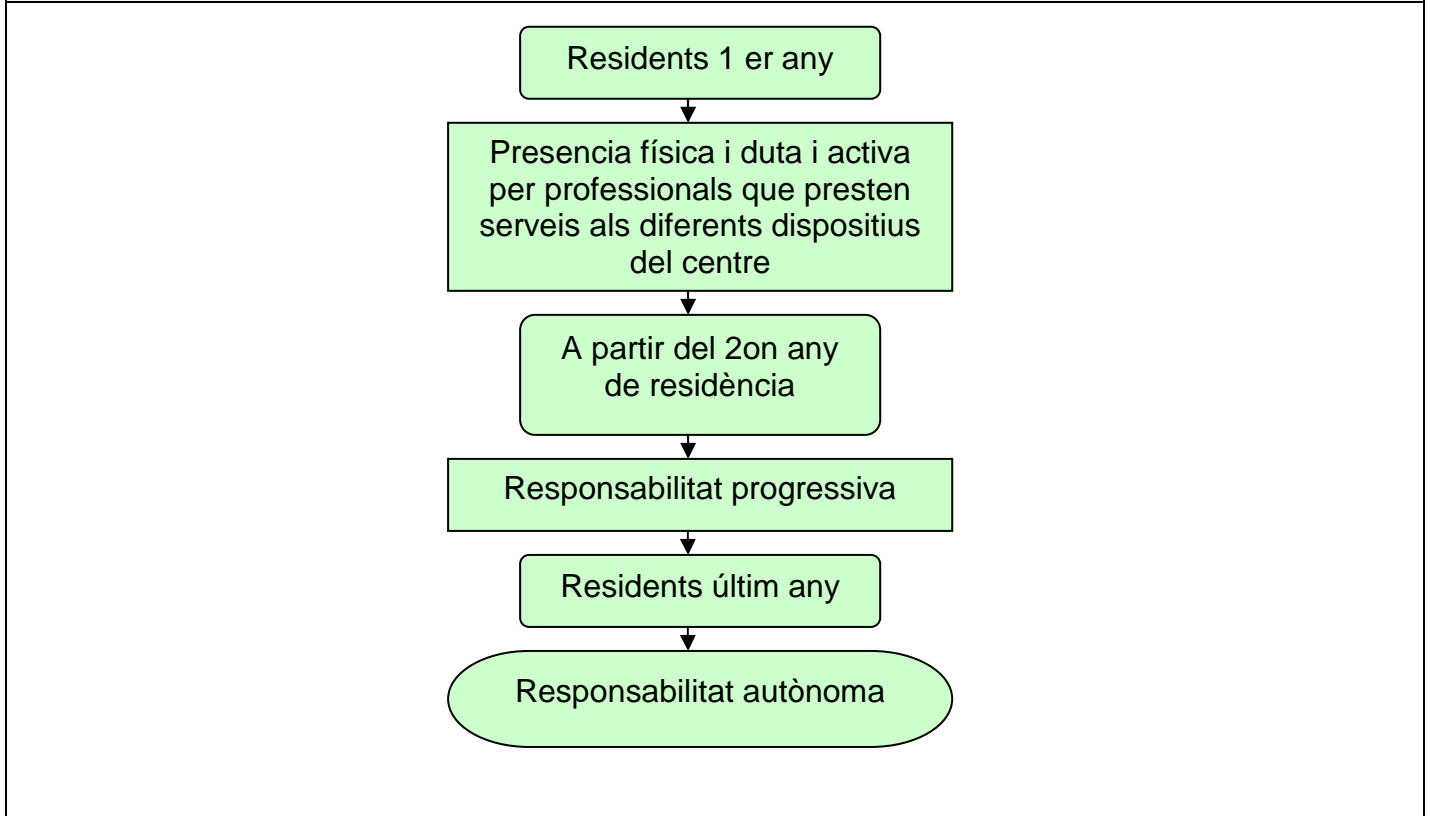 Residents 1 er any
Presencia física i duta i activa
per professionals que presten
serveis als diferents dispositius
del centre
A partir del 2on any
de residència
Responsabilitat progressiva
Residents últim any
Responsabilitat autònoma